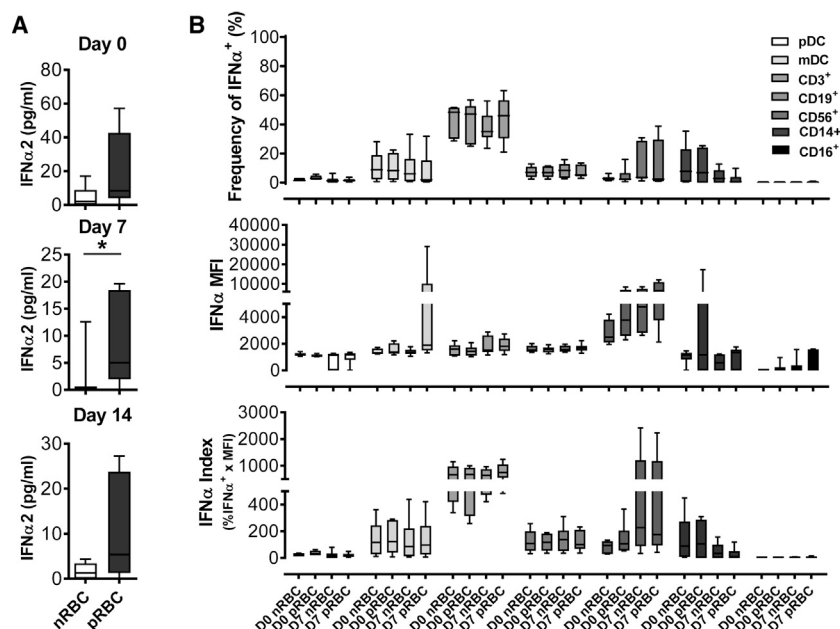 A
Day 0
IFNα2 (pg/ml)
80
60
40
20
0
Day 7
*
IFNα2 (pg/ml)
25
20
15
10
5
0
Day 14
IFNα2 (pg/ml)
30
20
10
0
nRBC
pRBC
B
Frequency of IFNα+ (%)
100
80
60
40
20
0
pDC
mDC
CD3+
CD19+
CD56+
CD14+
CD16+
IFNα MFI
40000
30000
20000
10000
4000
2000
0
IFNα Index
(%IFNα+ x MFI)
3000
2000
1000
400
200
0
D0 nRBC
D0 pRBC
D7 nRBC
D7 pRBC
D0 nRBC
D0 pRBC
D7 nRBC
D7 pRBC
D0 nRBC
D0 pRBC
D7 nRBC
D7 pRBC
D0 nRBC
D0 pRBC
D7 nRBC
D7 pRBC
D0 nRBC
D0 pRBC
D7 nRBC
D7 pRBC
D0 nRBC
D0 pRBC
D7 nRBC
D7 pRBC
D0 nRBC
D0 pRBC
D7 nRBC
D7 pRBC